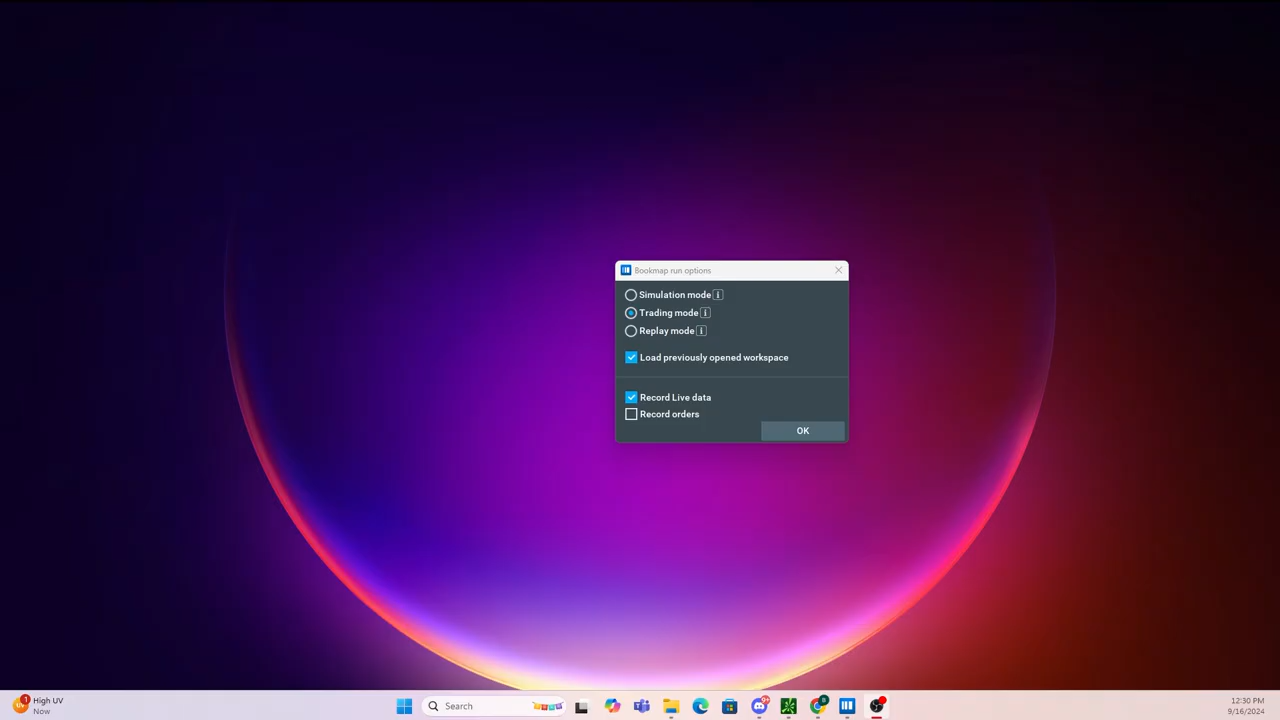 Bookmap run options
Simulation mode
Trading mode
Replay mode
Load previously opened workspace
Record Live data
Record orders
OK
High UV
Now
Search
12:30 PM
9/16/2024